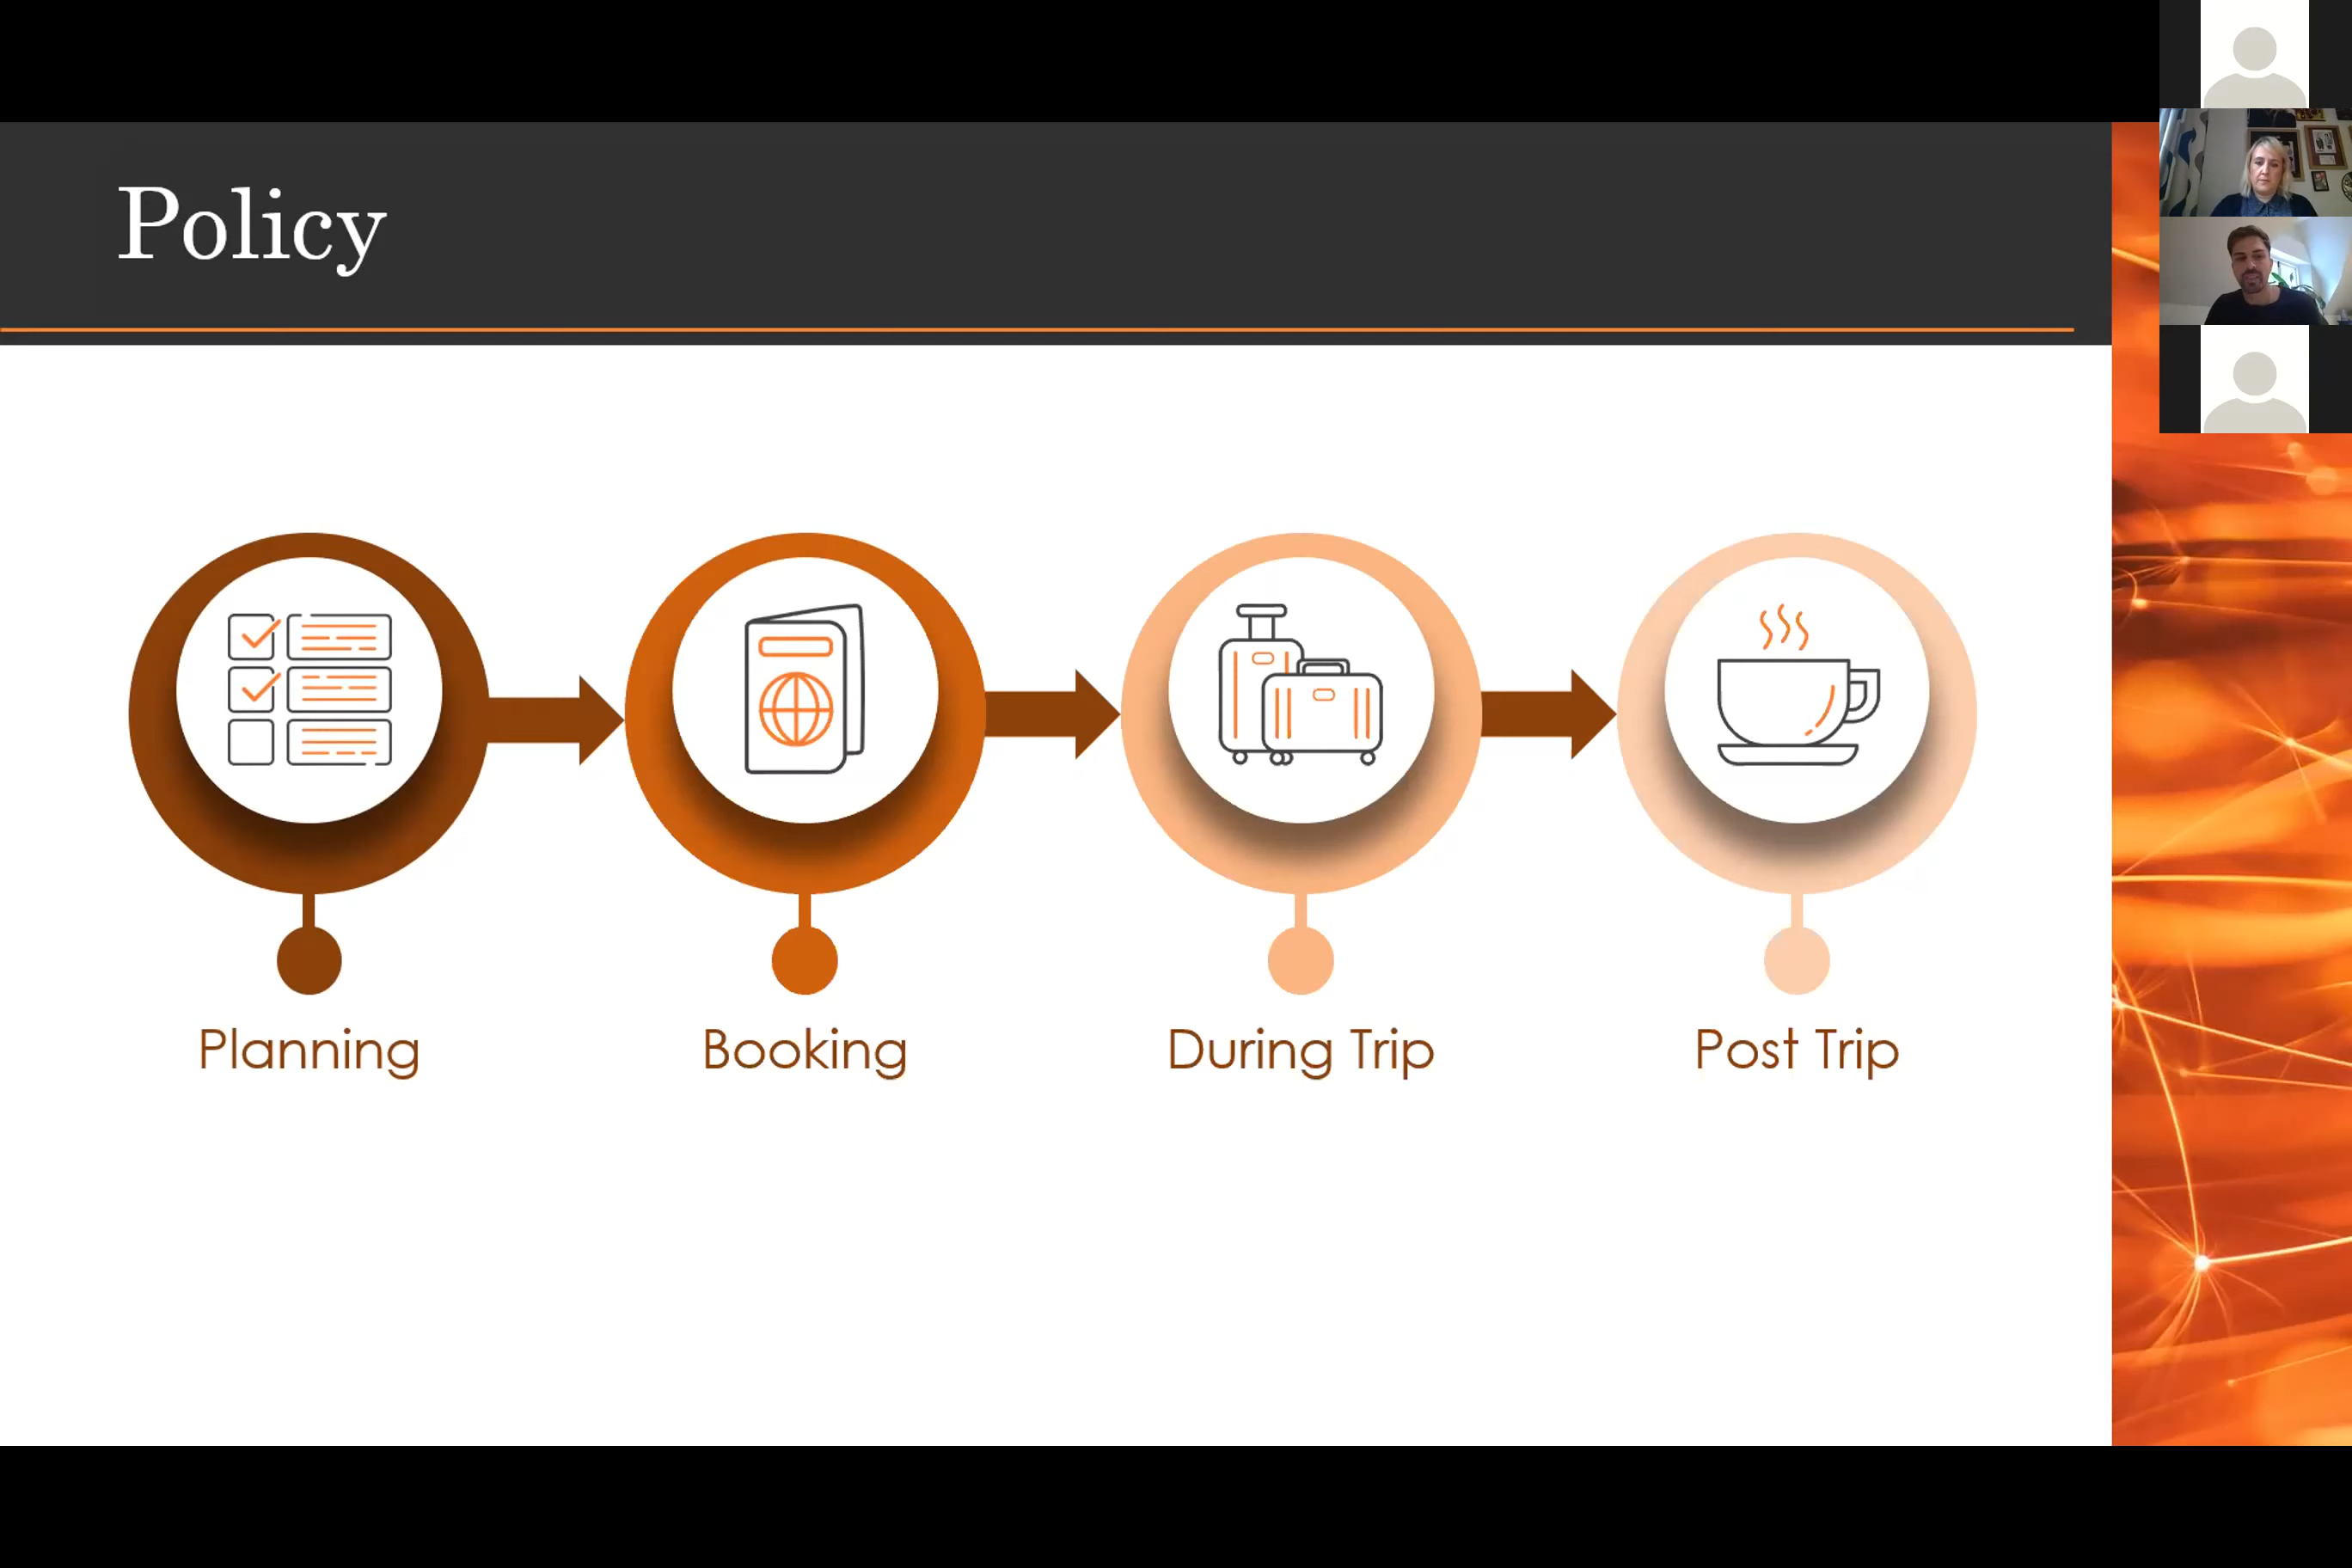 Policy
Planning
Booking
During Trip
Post Trip